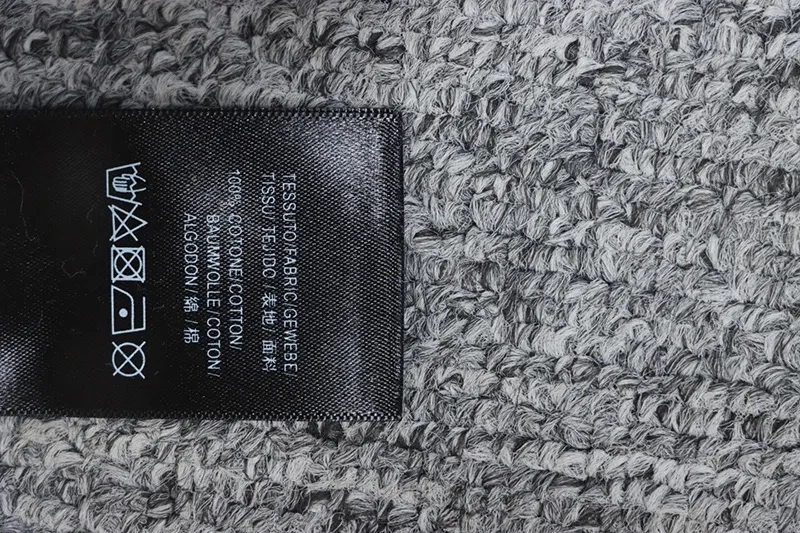 TESSUTO/FABRIC/GEWEBE/
TISSU/TEJIDO/表地/面料
100% COTONE/COTTON/
BAUMWOLLE/COTON/
ALGODON/綿/棉